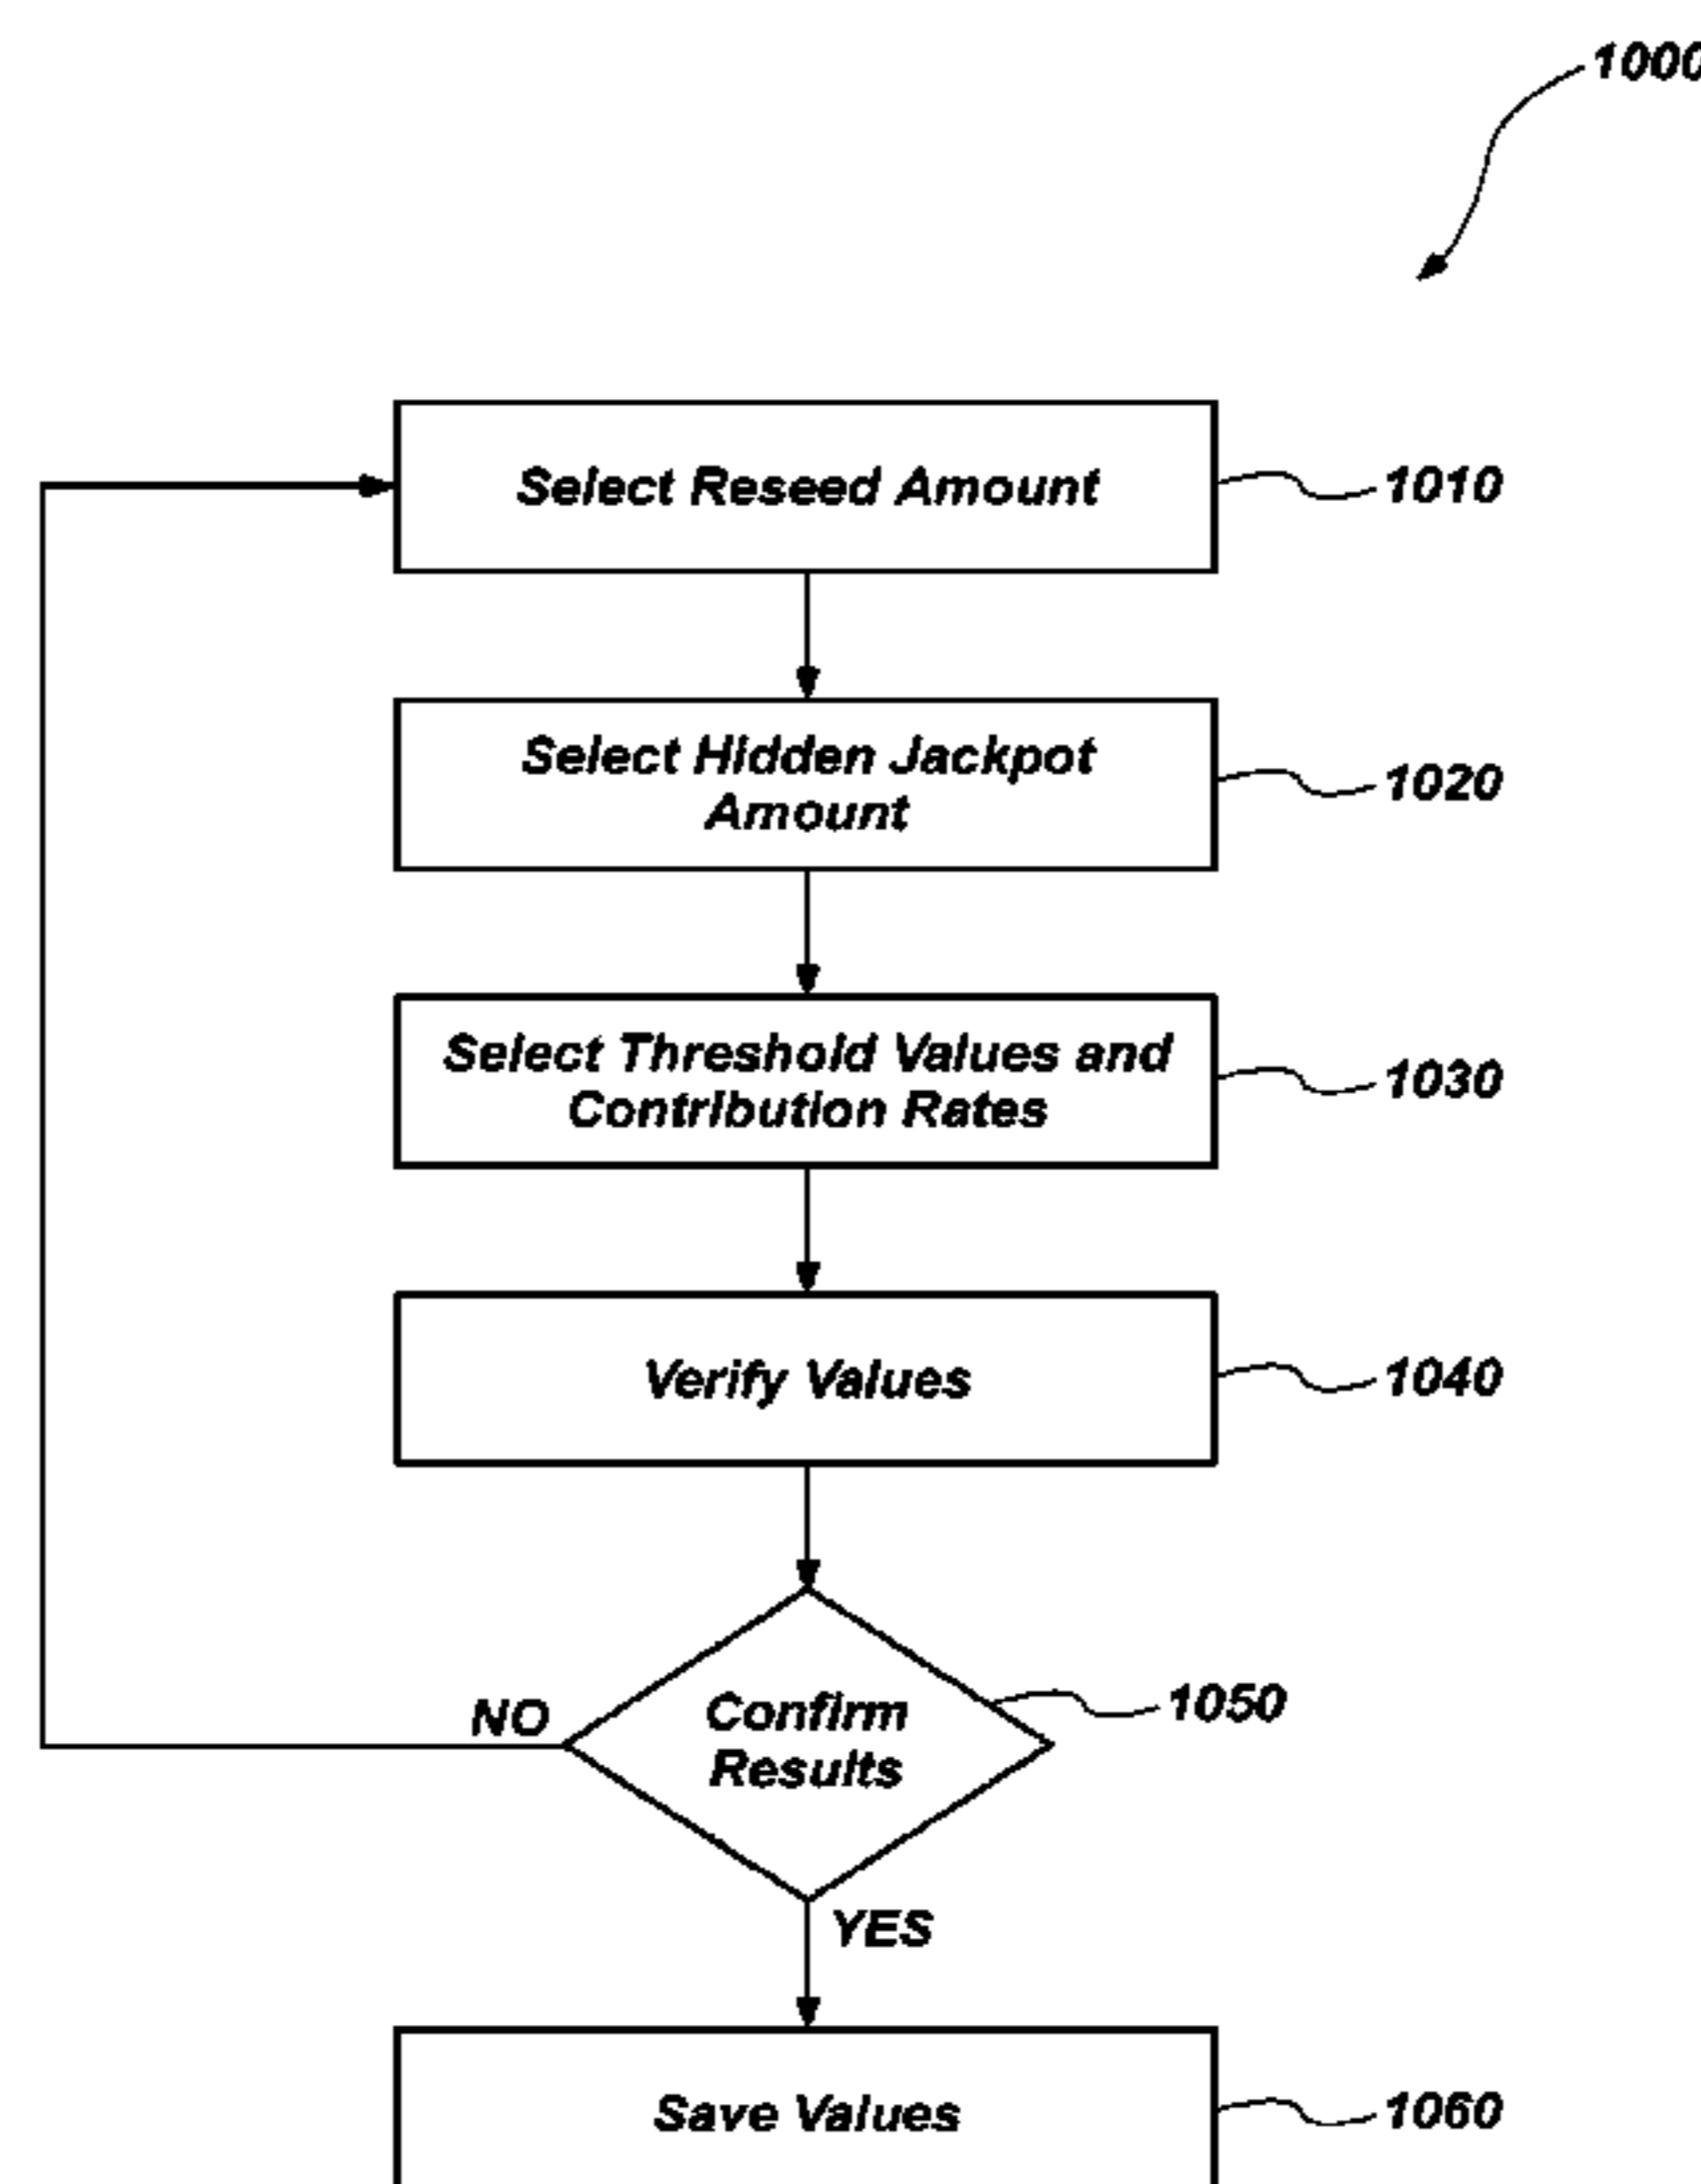 1000
Select Reseed Amount
1010
Select Hidden Jackpot
Amount
1020
Select Threshold Values and
Contribution Rates
1030
Verify Values
1040
Confirm
Results
1050
NO
YES
Save Values
1060